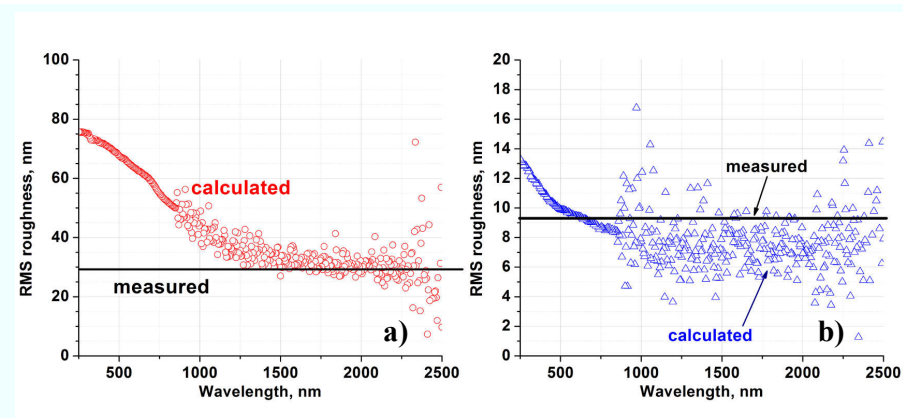 100
80
60
40
20
0
RMS roughness, nm
calculated
measured
a)
500 1000 1500 2000 2500
Wavelength, nm
20
18
16
14
12
10
8
6
4
2
0
RMS roughness, nm
measured
calculated
b)
500 1000 1500 2000 2500
Wavelength, nm